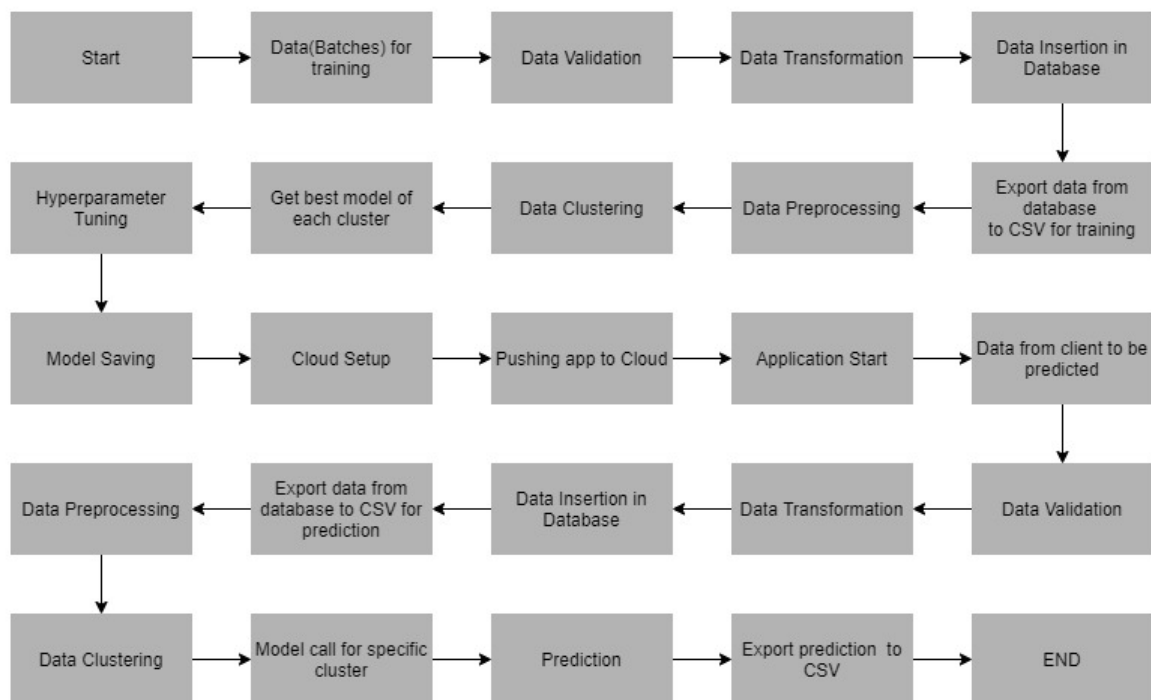 Start
Data(Batches) for
training
Data Validation
Data Transformation
Data Insertion in
Database
Export data from
database
to CSV for training
Data Preprocessing
Data Clustering
Get best model of
each cluster
Hyperparameter
Tuning
Model Saving
Cloud Setup
Pushing app to Cloud
Application Start
Data from client to be
predicted
Data Validation
Data Transformation
Data Insertion in
Database
Export data from
database to CSV for
prediction
Data Preprocessing
Data Clustering
Model call for specific
cluster
Prediction
Export prediction  to
CSV
END